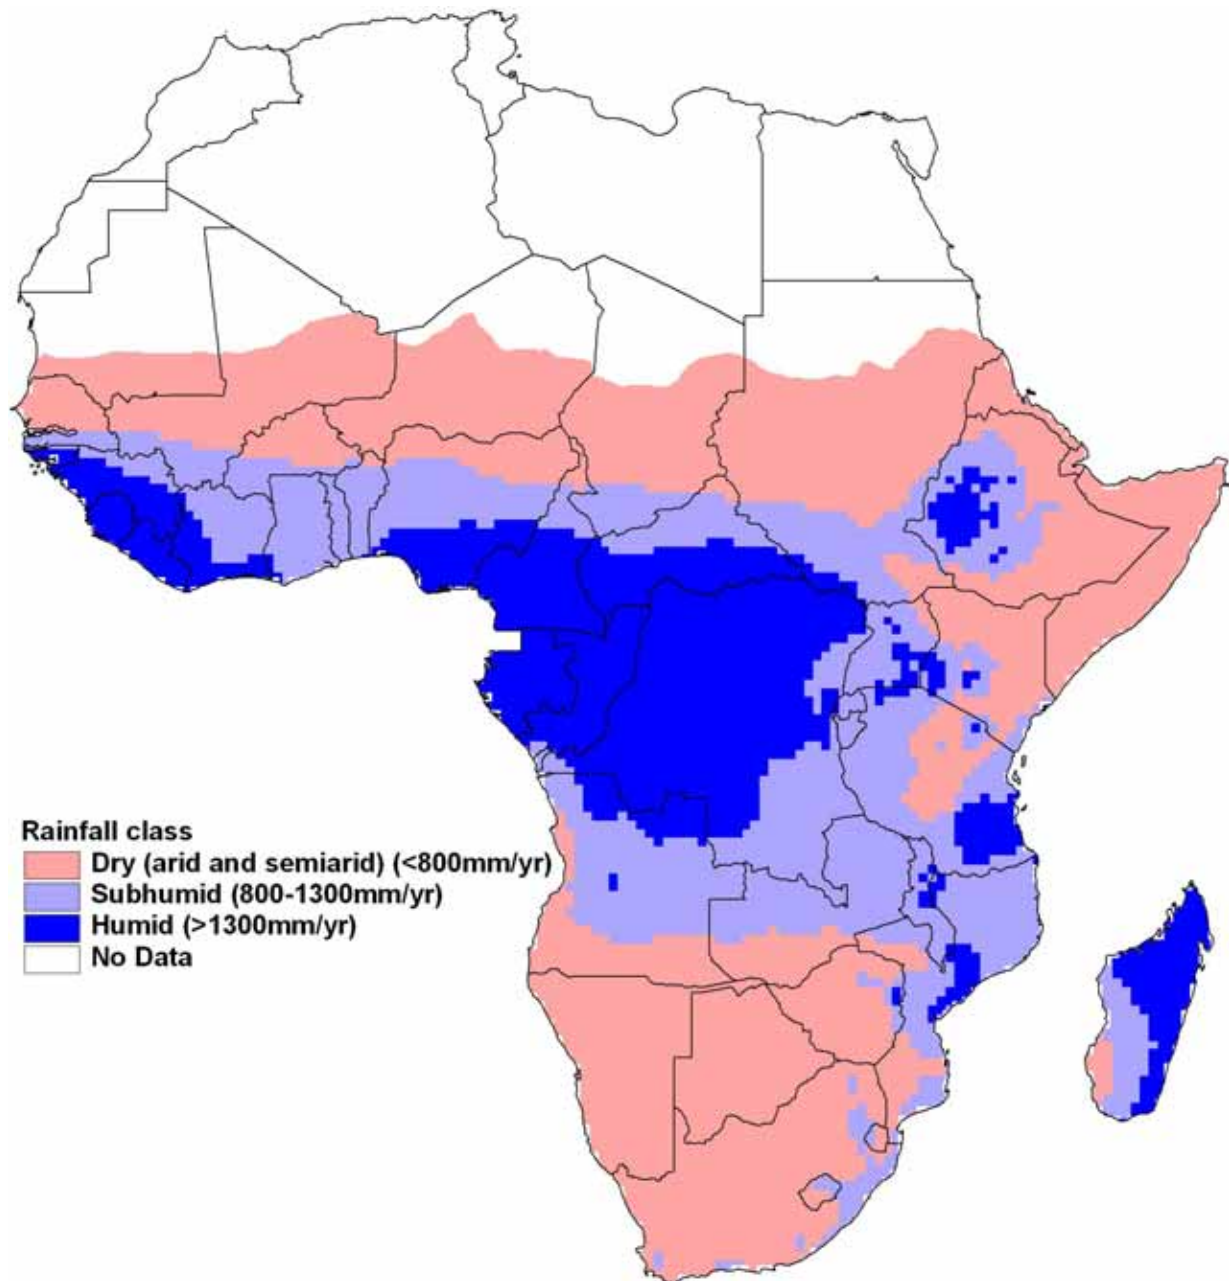 Rainfall class
Dry (arid and semiarid) (<800mm/yr)
Subhumid (800-1300mm/yr)
Humid (>1300mm/yr)
No Data